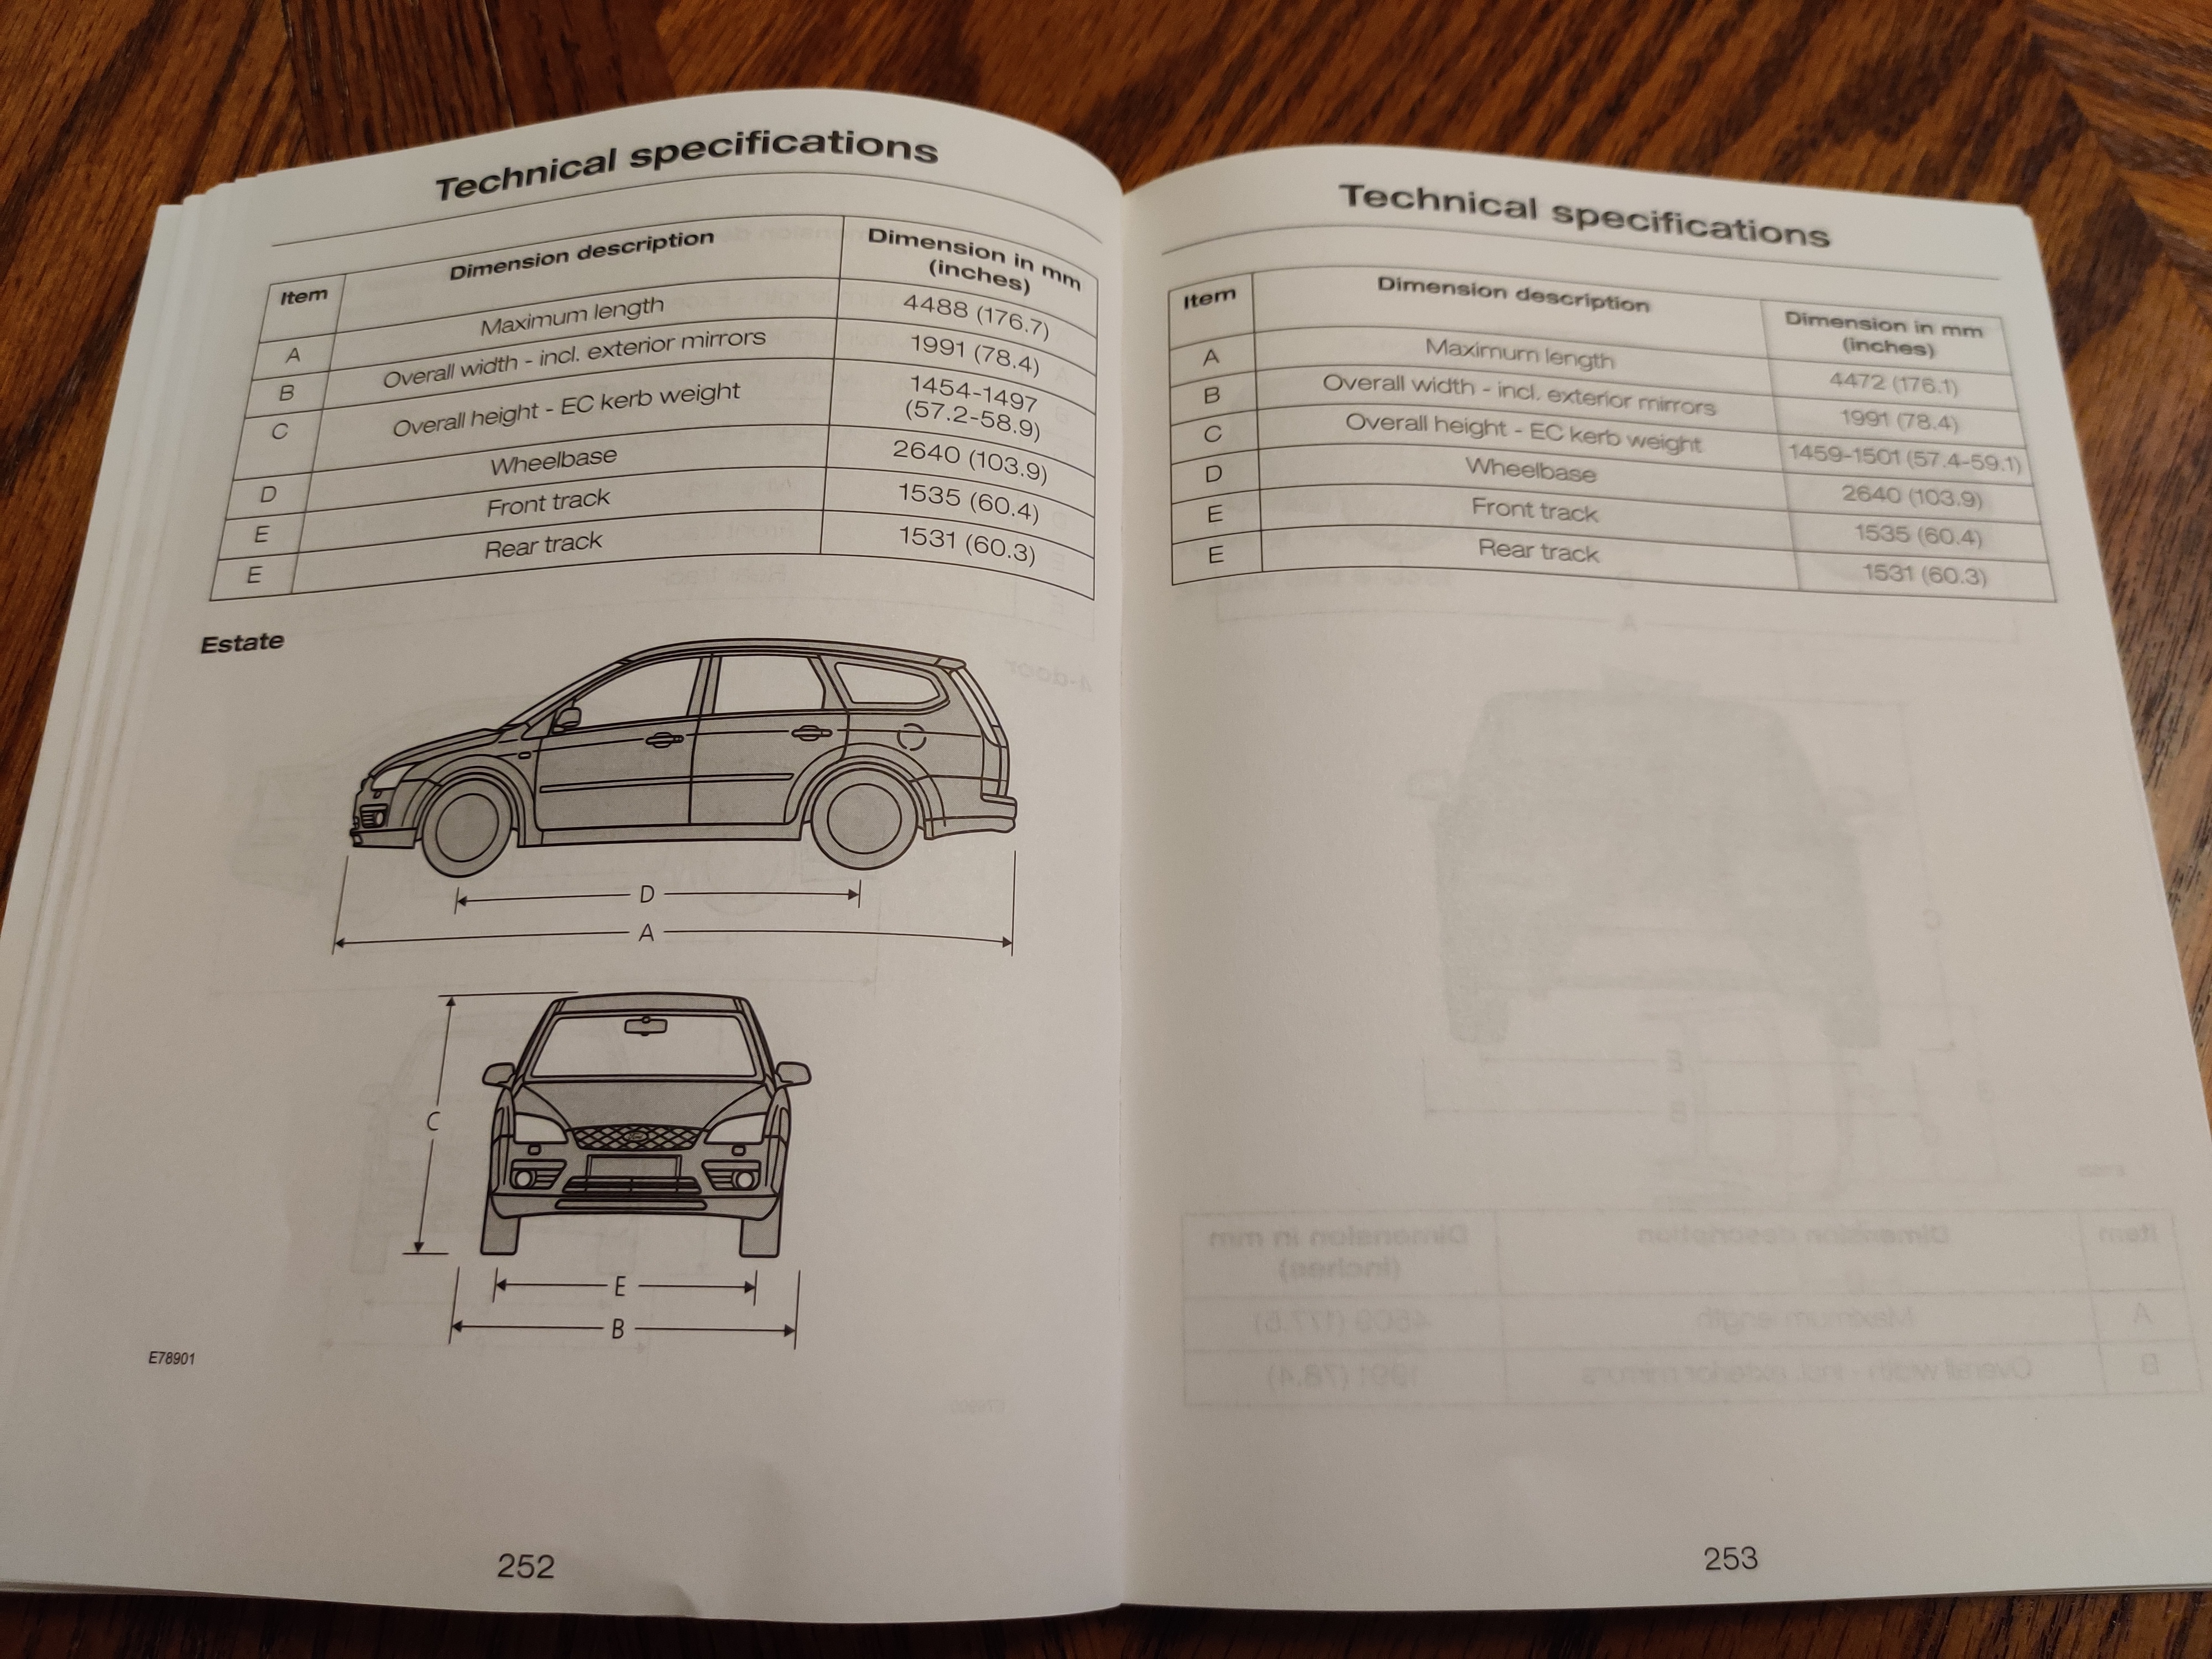 Technical specifications
Item Dimension description Dimension in mm
(inches)
A Maximum length 4488 (176.7)
B Overall width - incl. exterior mirrors 1991 (78.4)
C Overall height - EC kerb weight 1454-1497
(57.2-58.9)
D Wheelbase 2640 (103.9)
E Front track 1535 (60.4)
E Rear track 1531 (60.3)
Estate
D
A
C
E
B
E78901
252
Technical specifications
Item Dimension description Dimension in mm
(inches)
A Maximum length 4472 (176.1)
B Overall width - incl. exterior mirrors 1991 (78.4)
C Overall height - EC kerb weight 1459-1501 (57.4-59.1)
D Wheelbase 2640 (103.9)
E Front track 1535 (60.4)
E Rear track 1531 (60.3)
253